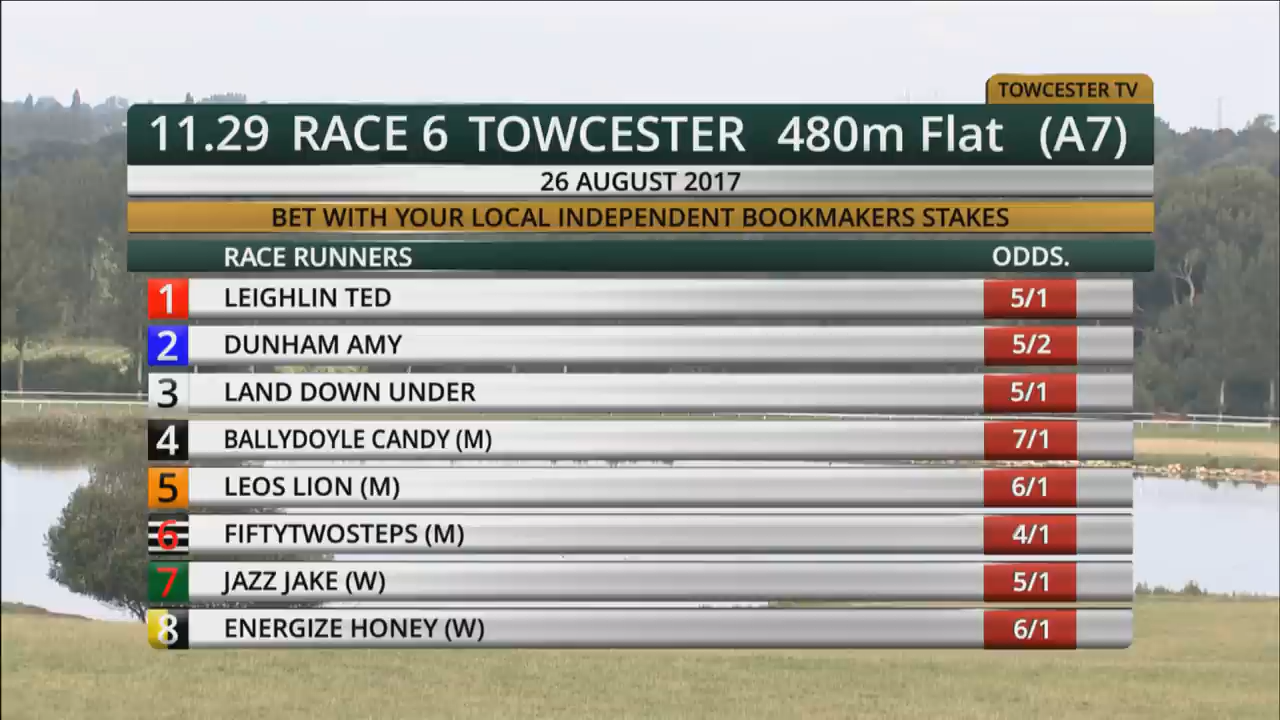 TOWCESTER TV
11.29 RACE 6 TOWCESTER 480m Flat (A7)
26 AUGUST 2017
BET WITH YOUR LOCAL INDEPENDENT BOOKMAKERS STAKES
RACE RUNNERS ODDS.
1 LEIGHLIN TED 5/1
2 DUNHAM AMY 5/2
3 LAND DOWN UNDER 5/1
4 BALLYDOYLE CANDY (M) 7/1
5 LEOS LION (M) 6/1
6 FIFTYTWOSTEPS (M) 4/1
7 JAZZ JAKE (W) 5/1
8 ENERGIZE HONEY (W) 6/1